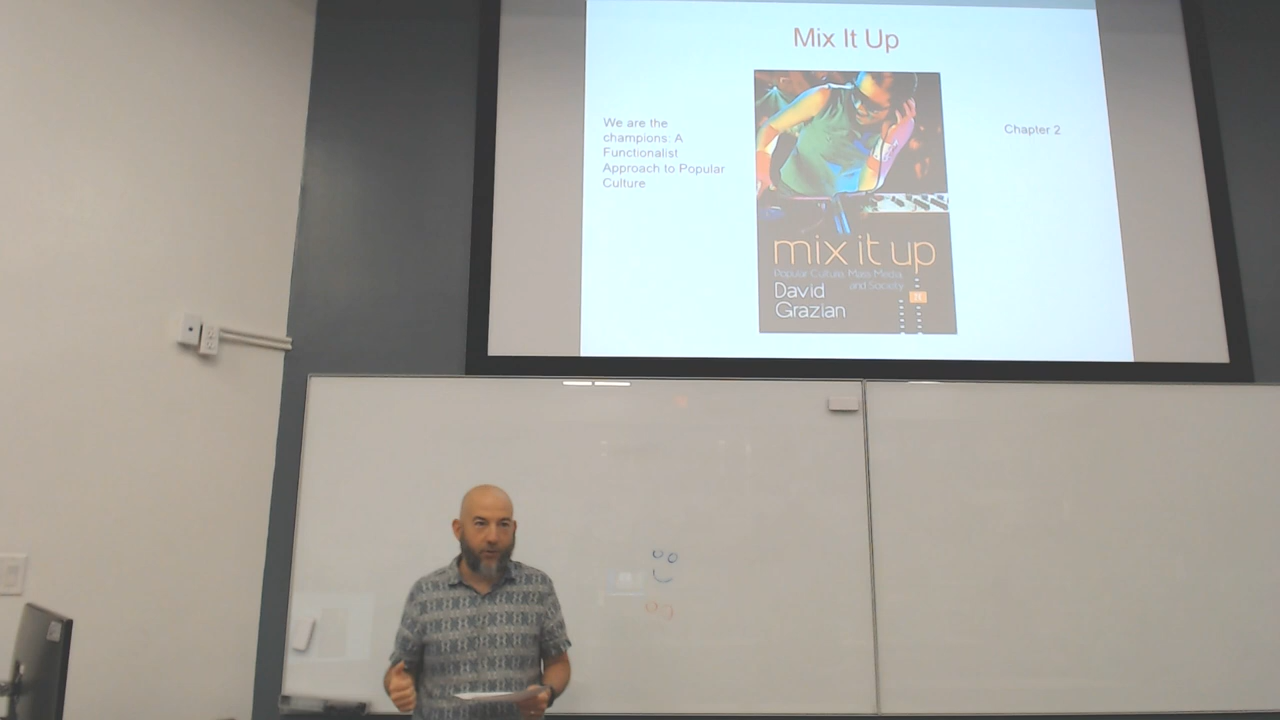 Mix It Up
We are the
champions: A
Functionalist
Approach to Popular
Culture
Chapter 2
mix it up
Popular Culture, Mass Media,
and Society
David
Grazian